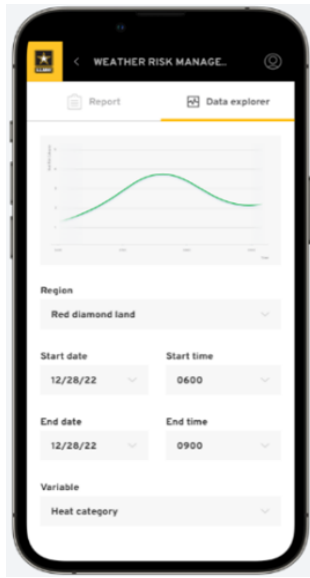 WEATHER RISK MANAGE..
Report
Data explorer
Region
Red diamond land
Start date
Start time
12/28/22
0600
End date
End time
12/28/22
0900
Variable
Heat category